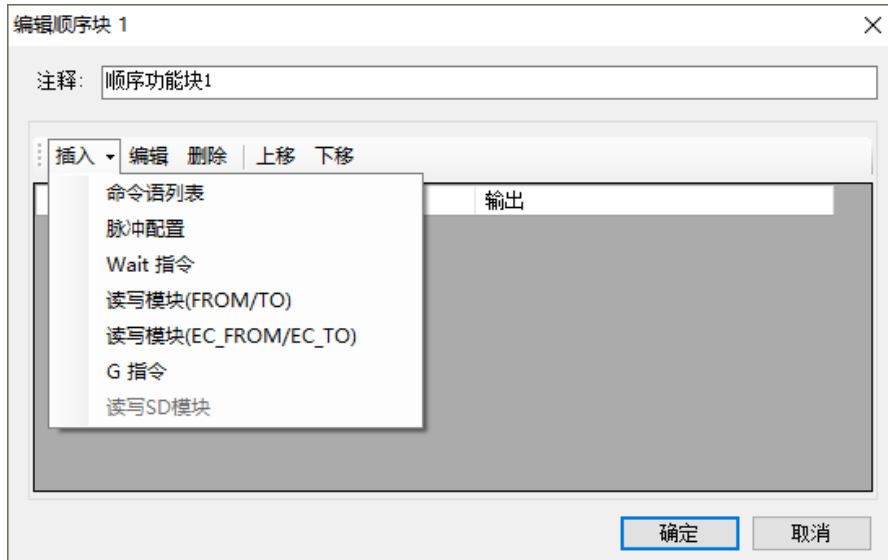 编辑顺序块 1
注释: 顺序功能块1
插入 编辑 删除 上移 下移
输出
命令语列表
脉冲配置
Wait 指令
读写模块(FROM/TO)
读写模块(EC_FROM/EC_TO)
G 指令
读写SD模块
确定 取消